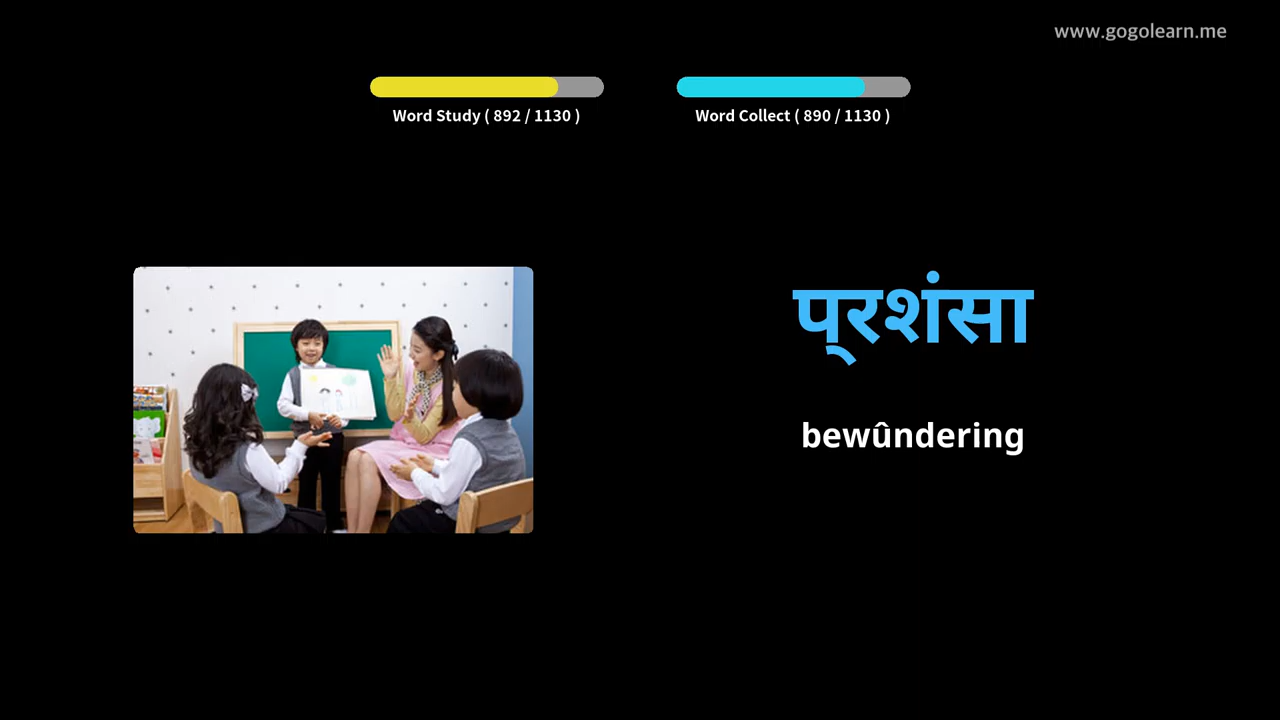 www.gogolearn.me
Word Study ( 892 / 1130 )
Word Collect ( 890 / 1130 )
प्रशंसा
bewûndering